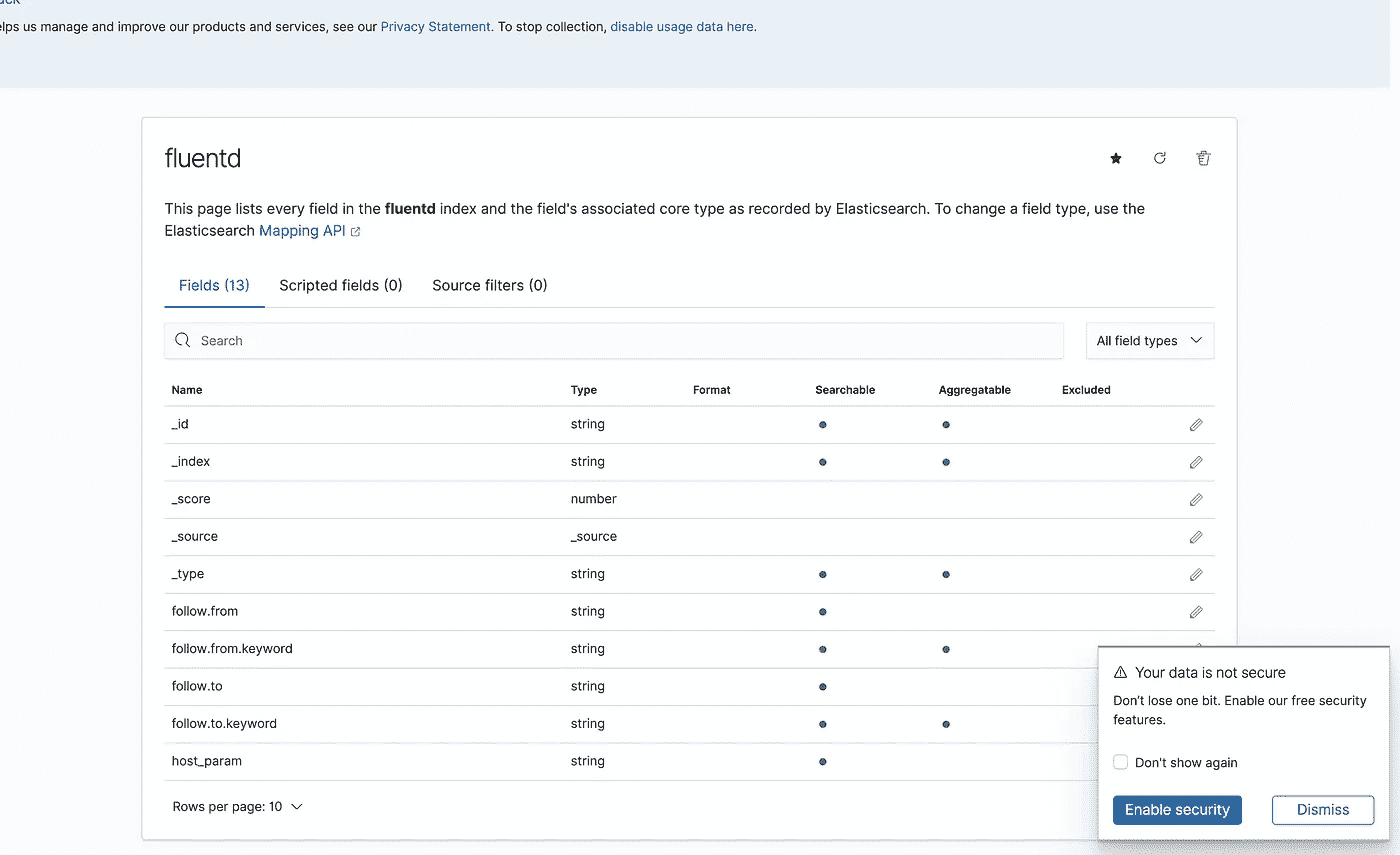 elps us manage and improve our products and services, see our Privacy Statement. To stop collection, disable usage data here.
fluentd
This page lists every field in the fluentd index and the field's associated core type as recorded by Elasticsearch. To change a field type, use the
Elasticsearch Mapping API
Fields (13) Scripted fields (0) Source filters (0)
Search All field types
Name Type Format Searchable Aggregatable Excluded
_id string
_index string
_score number
_source _source
_type string
follow.from string
follow.from.keyword string
follow.to string
follow.to.keyword string
host_param string
Rows per page: 10
Your data is not secure
Don't lose one bit. Enable our free security
features.
Don't show again
Enable security Dismiss